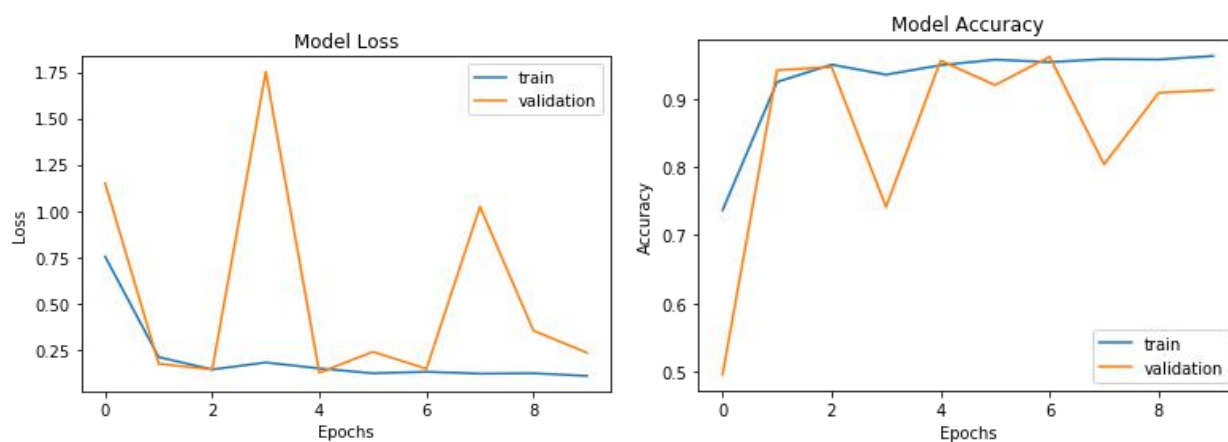 Model Loss
1.75
1.50
1.25
1.00
0.75
0.50
0.25
Loss
train
validation
0 2 4 6 8
Epochs
Model Accuracy
0.9
0.8
0.7
0.6
0.5
Accuracy
train
validation
0 2 4 6 8
Epochs